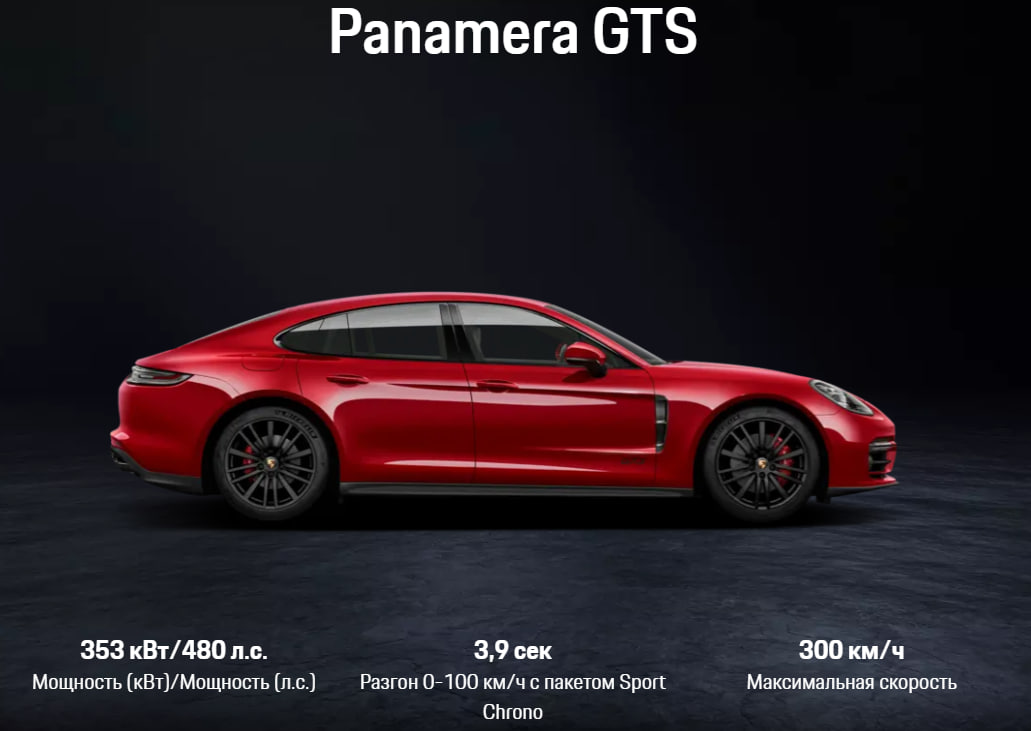 Panamera GTS
353 кВт/480 л.с.
Мощность (кВт)/Мощность (л.с.)
3,9 сек
Разгон 0-100 км/ч с пакетом Sport
Chrono
300 км/ч
Максимальная скорость